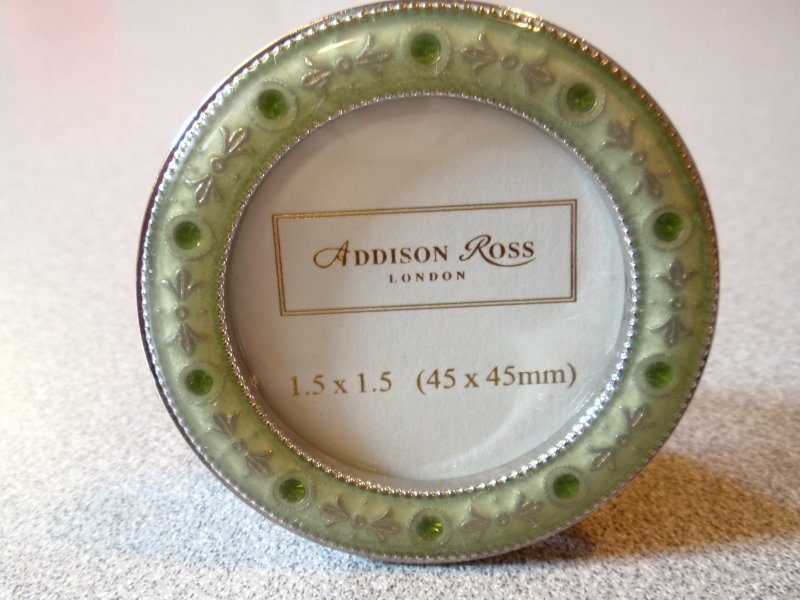 ADDISON ROSS
LONDON
1.5 x 1.5 (45 x 45mm)